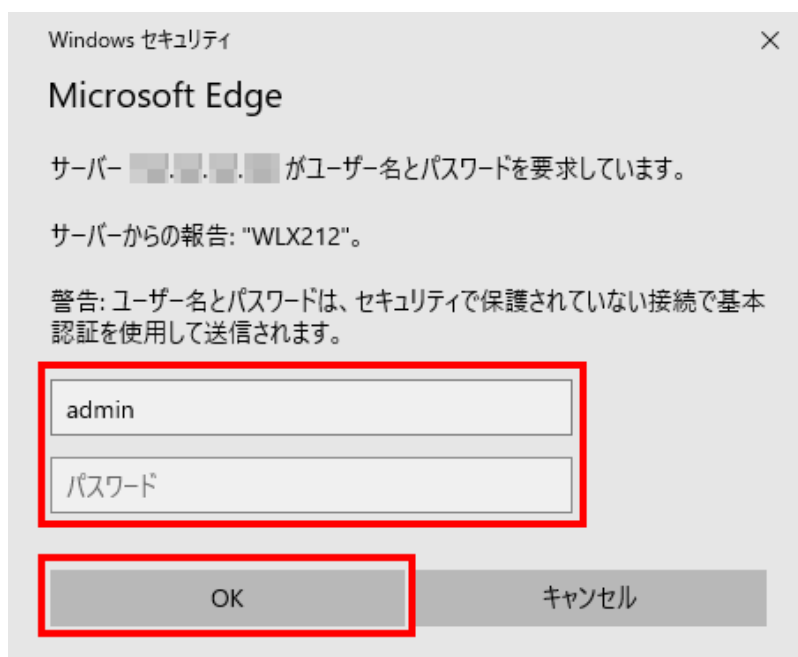 Windows セキュリティ
Microsoft Edge
サーバー . . . がユーザー名とパスワードを要求しています。
サーバーからの報告: "WLX212"。
警告: ユーザー名とパスワードは、セキュリティで保護されていない接続で基本
認証を使用して送信されます。
admin
パスワード
OK キャンセル